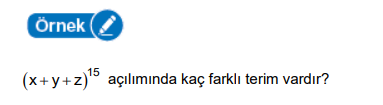 Örnek
(x+y+z)¹⁵ açılımında kaç farklı terim vardır?